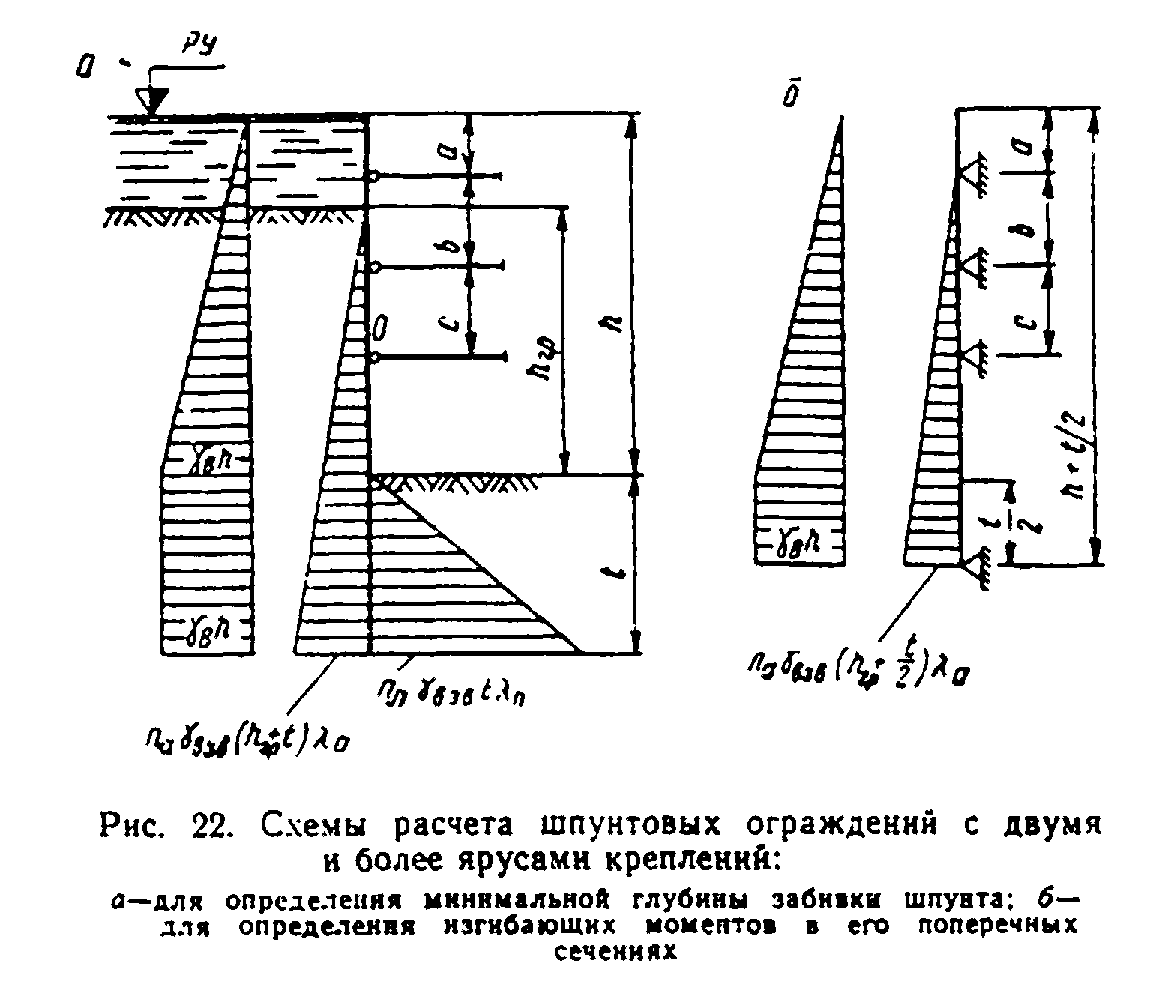 а
РУ
a
b
c
O
h
hгр
t
γвh
γвh
nп γвзв t λп
nа γвзв (hгр+t) λа
б
a
b
c
h+t/2
t/2
γвh
nа γвзв (hгр+ t/2) λа
Рис. 22. Схемы расчета шпунтовых ограждений с двумя
и более ярусами креплений:
а—для определения минимальной глубины забивки шпунта; б—
для определения изгибающих моментов в его поперечных
сечениях